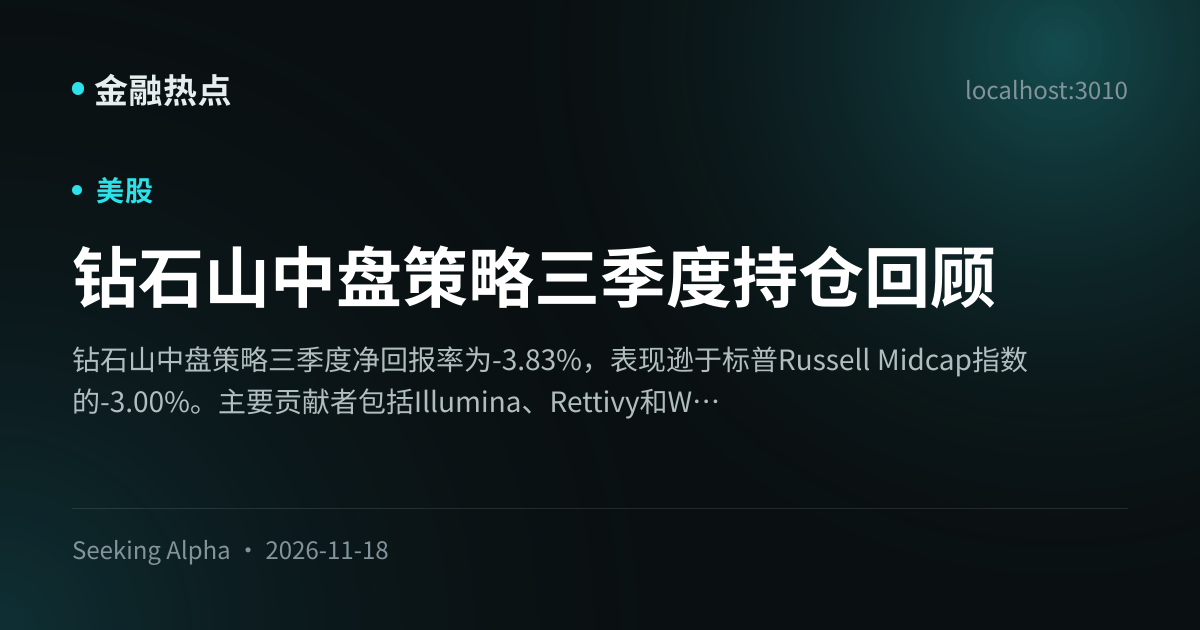 金融热点
localhost:3010
美股
钻石山中盘策略三季度持仓回顾
钻石山中盘策略三季度净回报率为-3.83%，表现逊于标普Russell Midcap指数
的-3.00%。主要贡献者包括Illumina、Rettivy和W…
Seeking Alpha · 2026-11-18